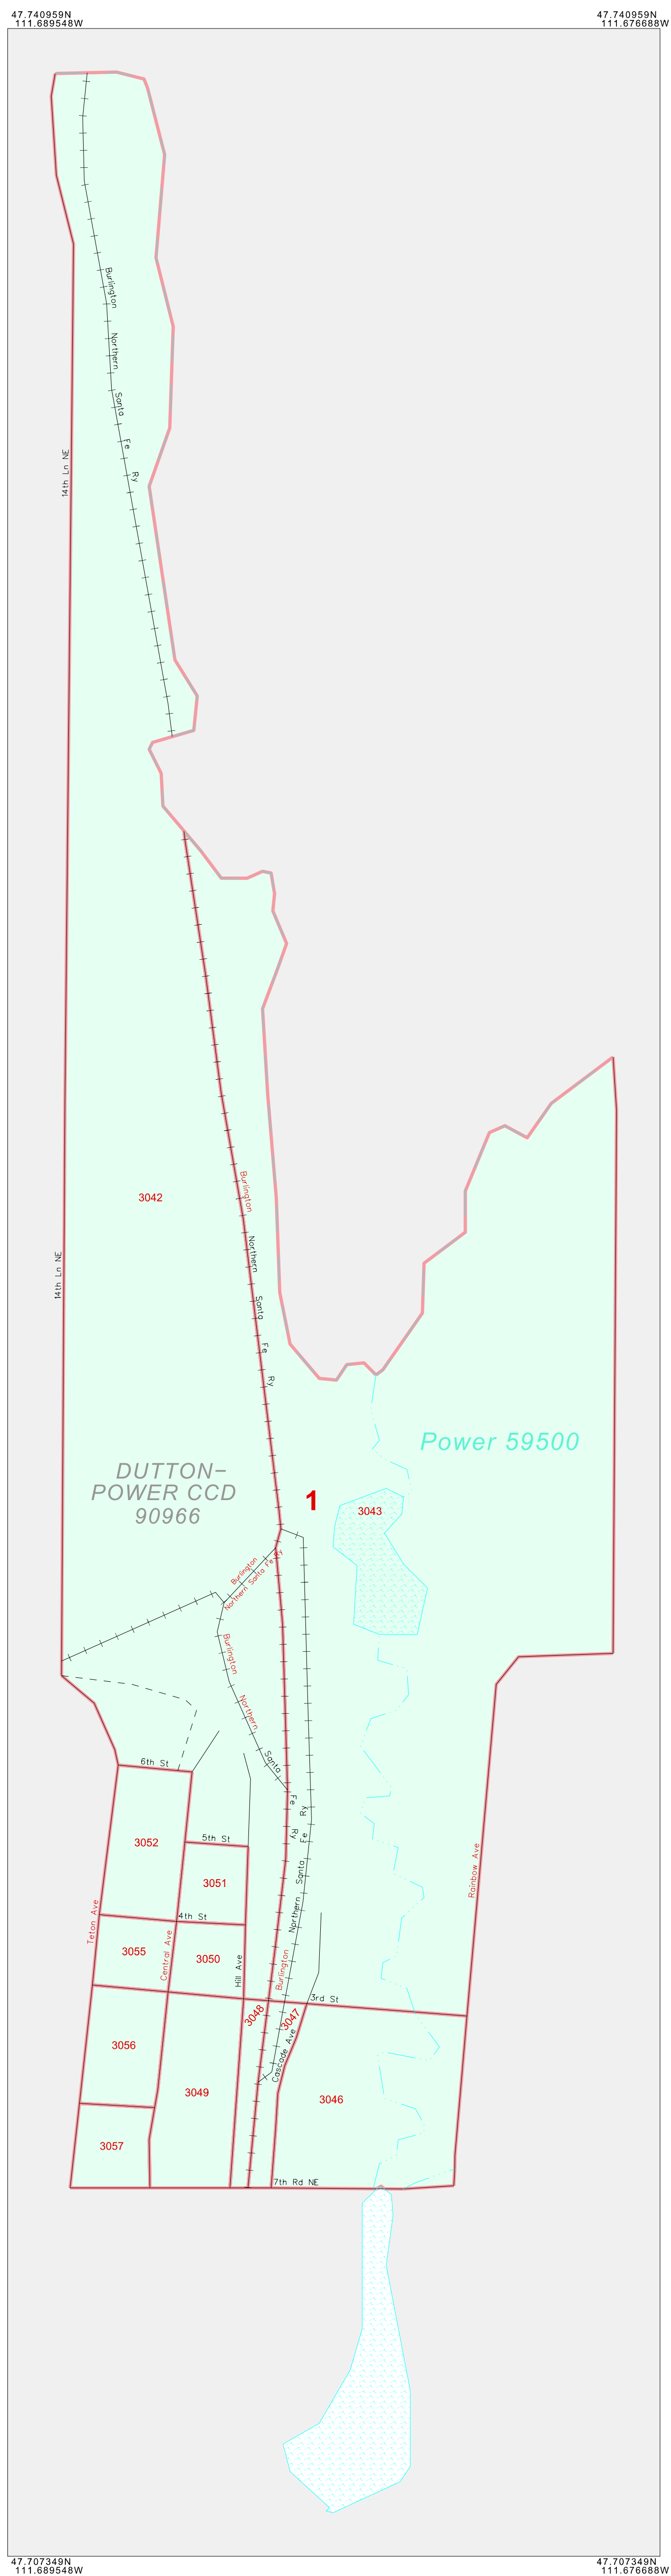 47.740959N
111.689548W
47.740959N
111.676688W
Burlington
Northern
Santa
Fe
Ry
14th Ln NE
3042
Burlington
Northern
Santa
Fe
Ry
14th Ln NE
Power 59500
DUTTON-
POWER CCD
90966
1
3043
Burlington
Northern Santa Fe Ry
Burlington
Northern
Santa
Fe
Ry
6th St
3052
5th St
Burlington
Northern
Santa
Fe
Ry
Rainbow Ave
3051
4th St
Teton Ave
3055
Central Ave
3050
Hill Ave
3rd St
3048
3047
3056
Cascade Ave
3049
3046
3057
7th Rd NE
47.707349N
111.689548W
47.707349N
111.676688W